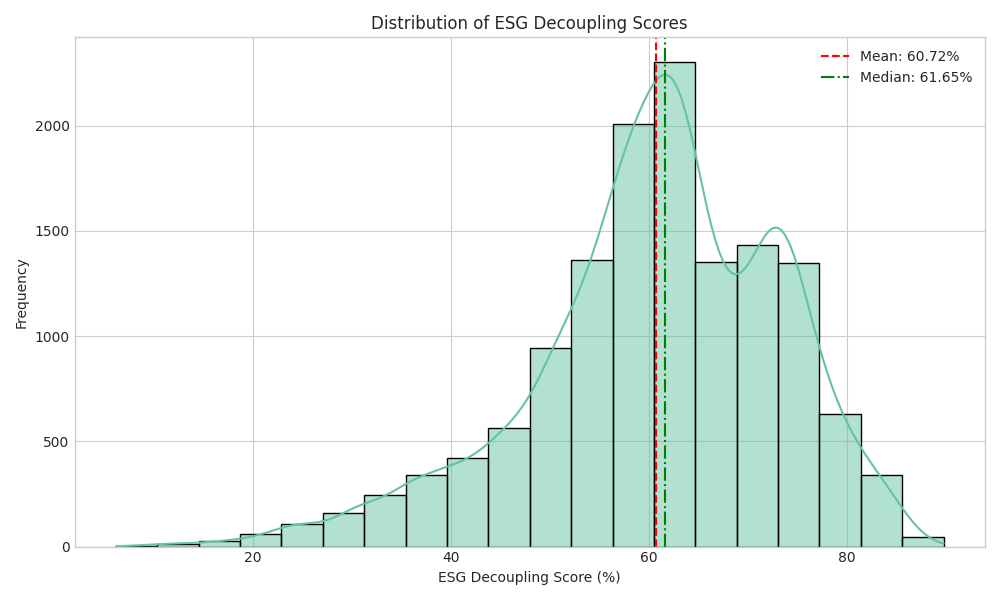 Distribution of ESG Decoupling Scores
Mean: 60.72%
Median: 61.65%
Frequency
2000
1500
1000
500
0
20 40 60 80
ESG Decoupling Score (%)